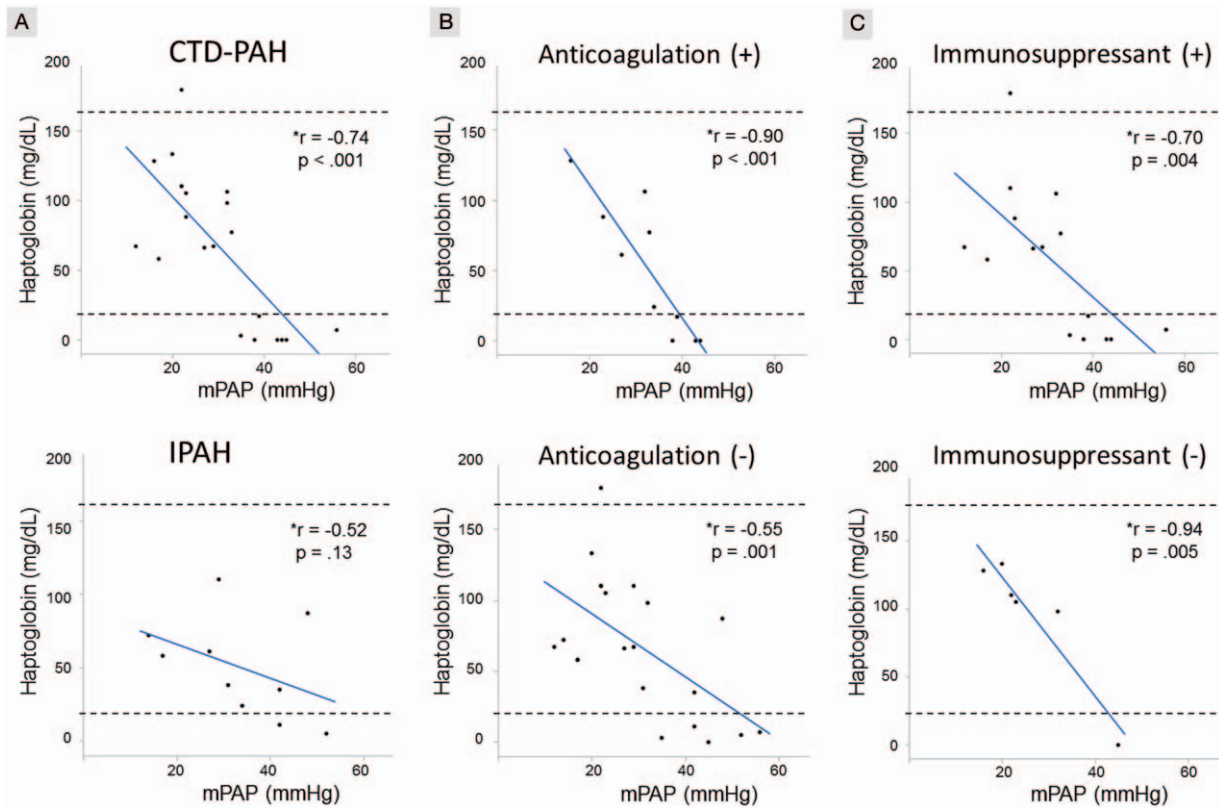 A
CTD-PAH
200
150
100
50
0
Haptoglobin (mg/dL)
*r = -0.74
p < .001
20
40
60
mPAP (mmHg)
B
Anticoagulation (+)
200
150
100
50
0
Haptoglobin (mg/dL)
*r = -0.90
p < .001
20
40
60
mPAP (mmHg)
C
Immunosuppressant (+)
200
150
100
50
0
Haptoglobin (mg/dL)
*r = -0.70
p = .004
20
40
60
mPAP (mmHg)
IPAH
200
150
100
50
0
Haptoglobin (mg/dL)
*r = -0.52
p = .13
20
40
60
mPAP (mmHg)
Anticoagulation (-)
200
150
100
50
0
Haptoglobin (mg/dL)
*r = -0.55
p = .001
20
40
60
mPAP (mmHg)
Immunosuppressant (-)
200
150
100
50
0
Haptoglobin (mg/dL)
*r = -0.94
p = .005
20
40
60
mPAP (mmHg)